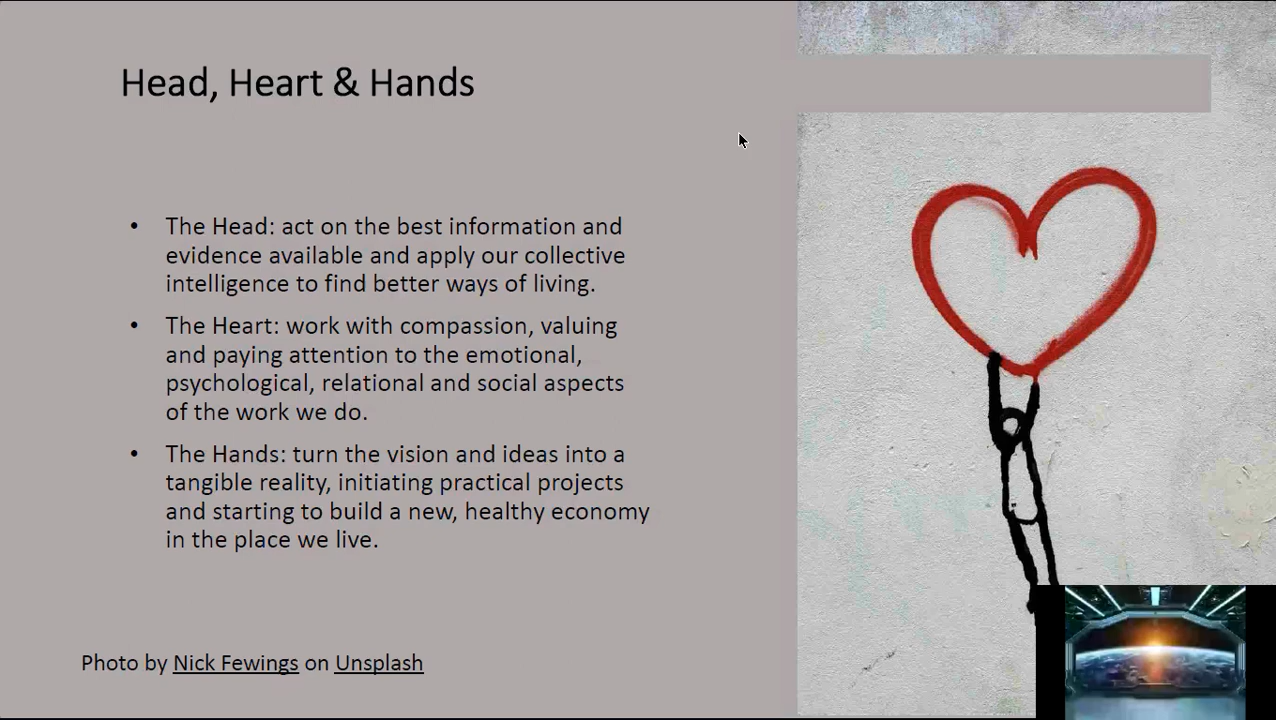 Head, Heart & Hands
• The Head: act on the best information and
evidence available and apply our collective
intelligence to find better ways of living.
• The Heart: work with compassion, valuing
and paying attention to the emotional,
psychological, relational and social aspects
of the work we do.
• The Hands: turn the vision and ideas into a
tangible reality, initiating practical projects
and starting to build a new, healthy economy
in the place we live.
Photo by Nick Fewings on Unsplash